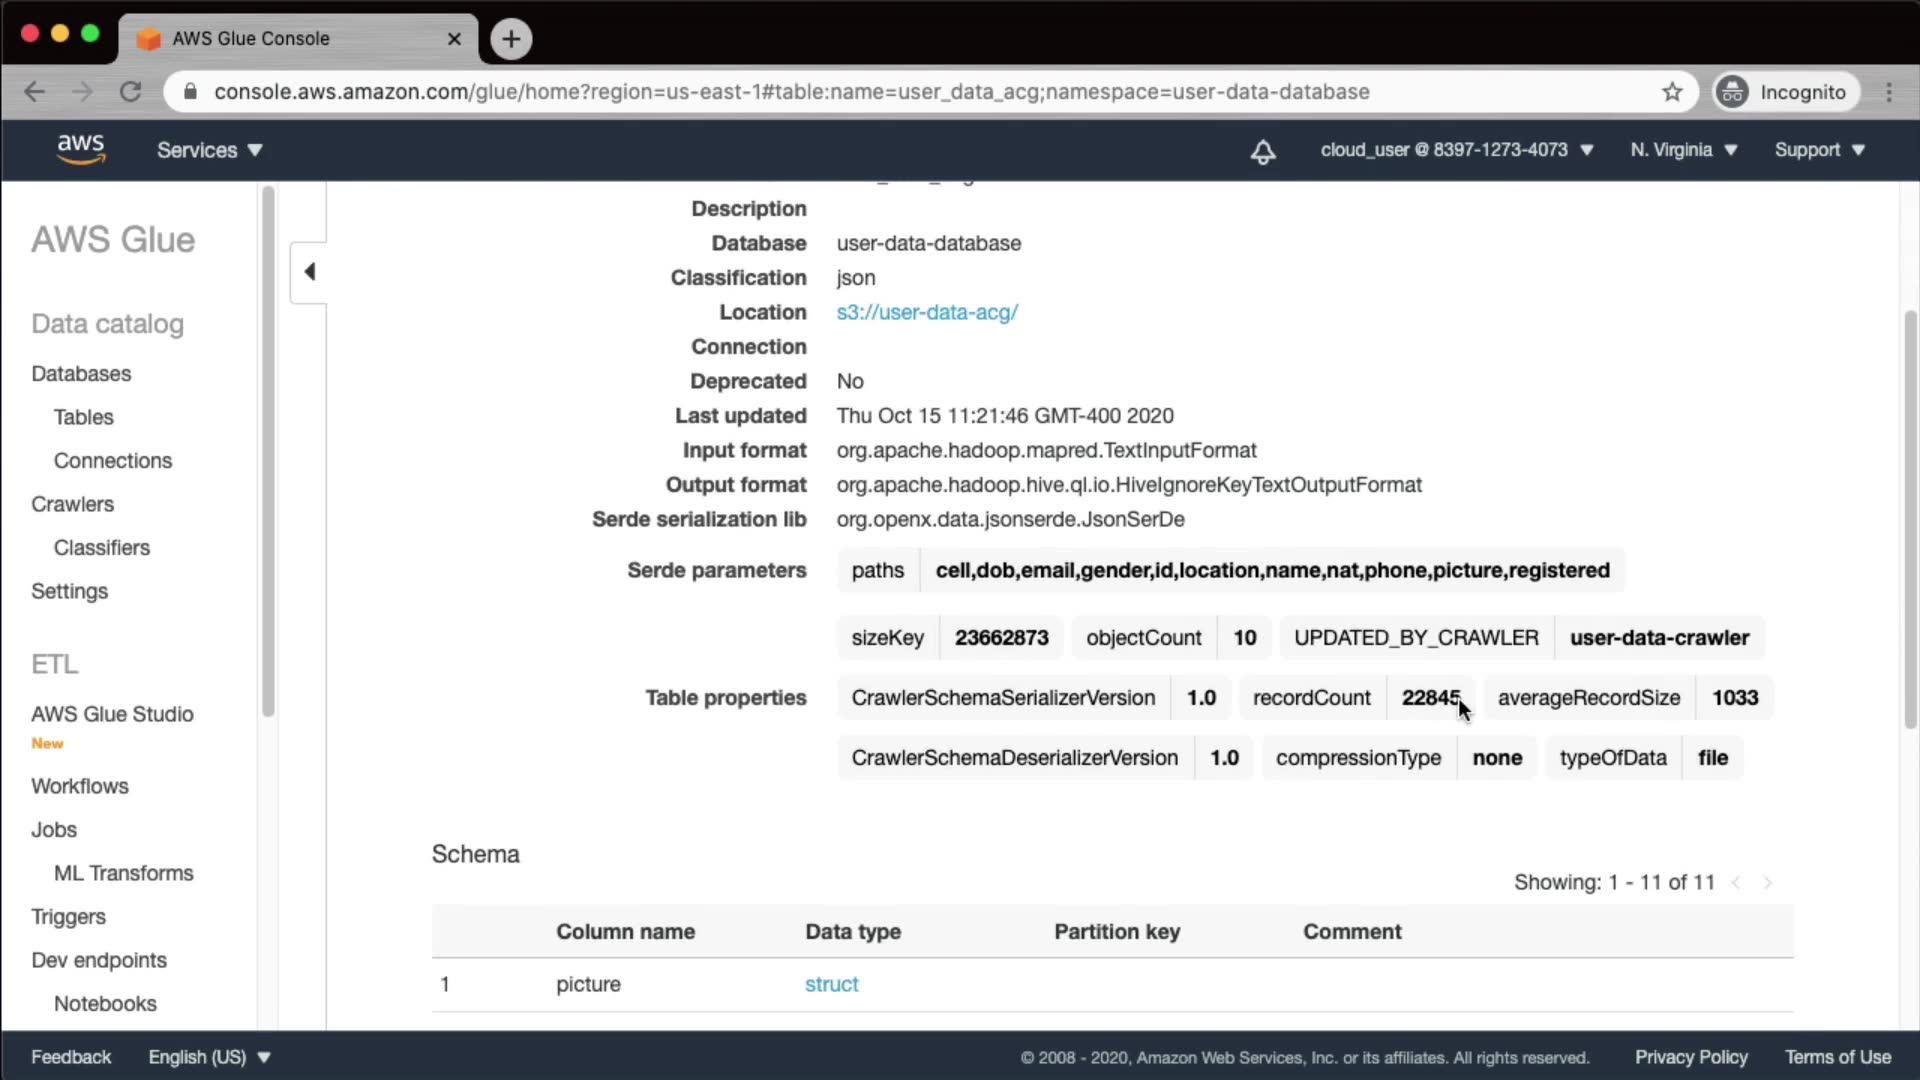 AWS Glue Console
console.aws.amazon.com/glue/home?region=us-east-1#table:name=user_data_acg;namespace=user-data-database
Incognito
aws
Services
cloud_user @ 8397-1273-4073
N. Virginia
Support
AWS Glue
Data catalog
Databases
Tables
Connections
Crawlers
Classifiers
Settings
ETL
AWS Glue Studio
New
Workflows
Jobs
ML Transforms
Triggers
Dev endpoints
Notebooks
Description
Database user-data-database
Classification json
Location s3://user-data-acg/
Connection
Deprecated No
Last updated Thu Oct 15 11:21:46 GMT-400 2020
Input format org.apache.hadoop.mapred.TextInputFormat
Output format org.apache.hadoop.hive.ql.io.HiveIgnoreKeyTextOutputFormat
Serde serialization lib org.openx.data.jsonserde.JsonSerDe
Serde parameters paths cell,dob,email,gender,id,location,name,nat,phone,picture,registered
sizeKey 23662873 objectCount 10 UPDATED_BY_CRAWLER user-data-crawler
Table properties CrawlerSchemaSerializerVersion 1.0 recordCount 22845 averageRecordSize 1033
CrawlerSchemaDeserializerVersion 1.0 compressionType none typeOfData file
Schema
Showing: 1 - 11 of 11
Column name Data type Partition key Comment
1 picture struct
Feedback English (US) © 2008 - 2020, Amazon Web Services, Inc. or its affiliates. All rights reserved. Privacy Policy Terms of Use